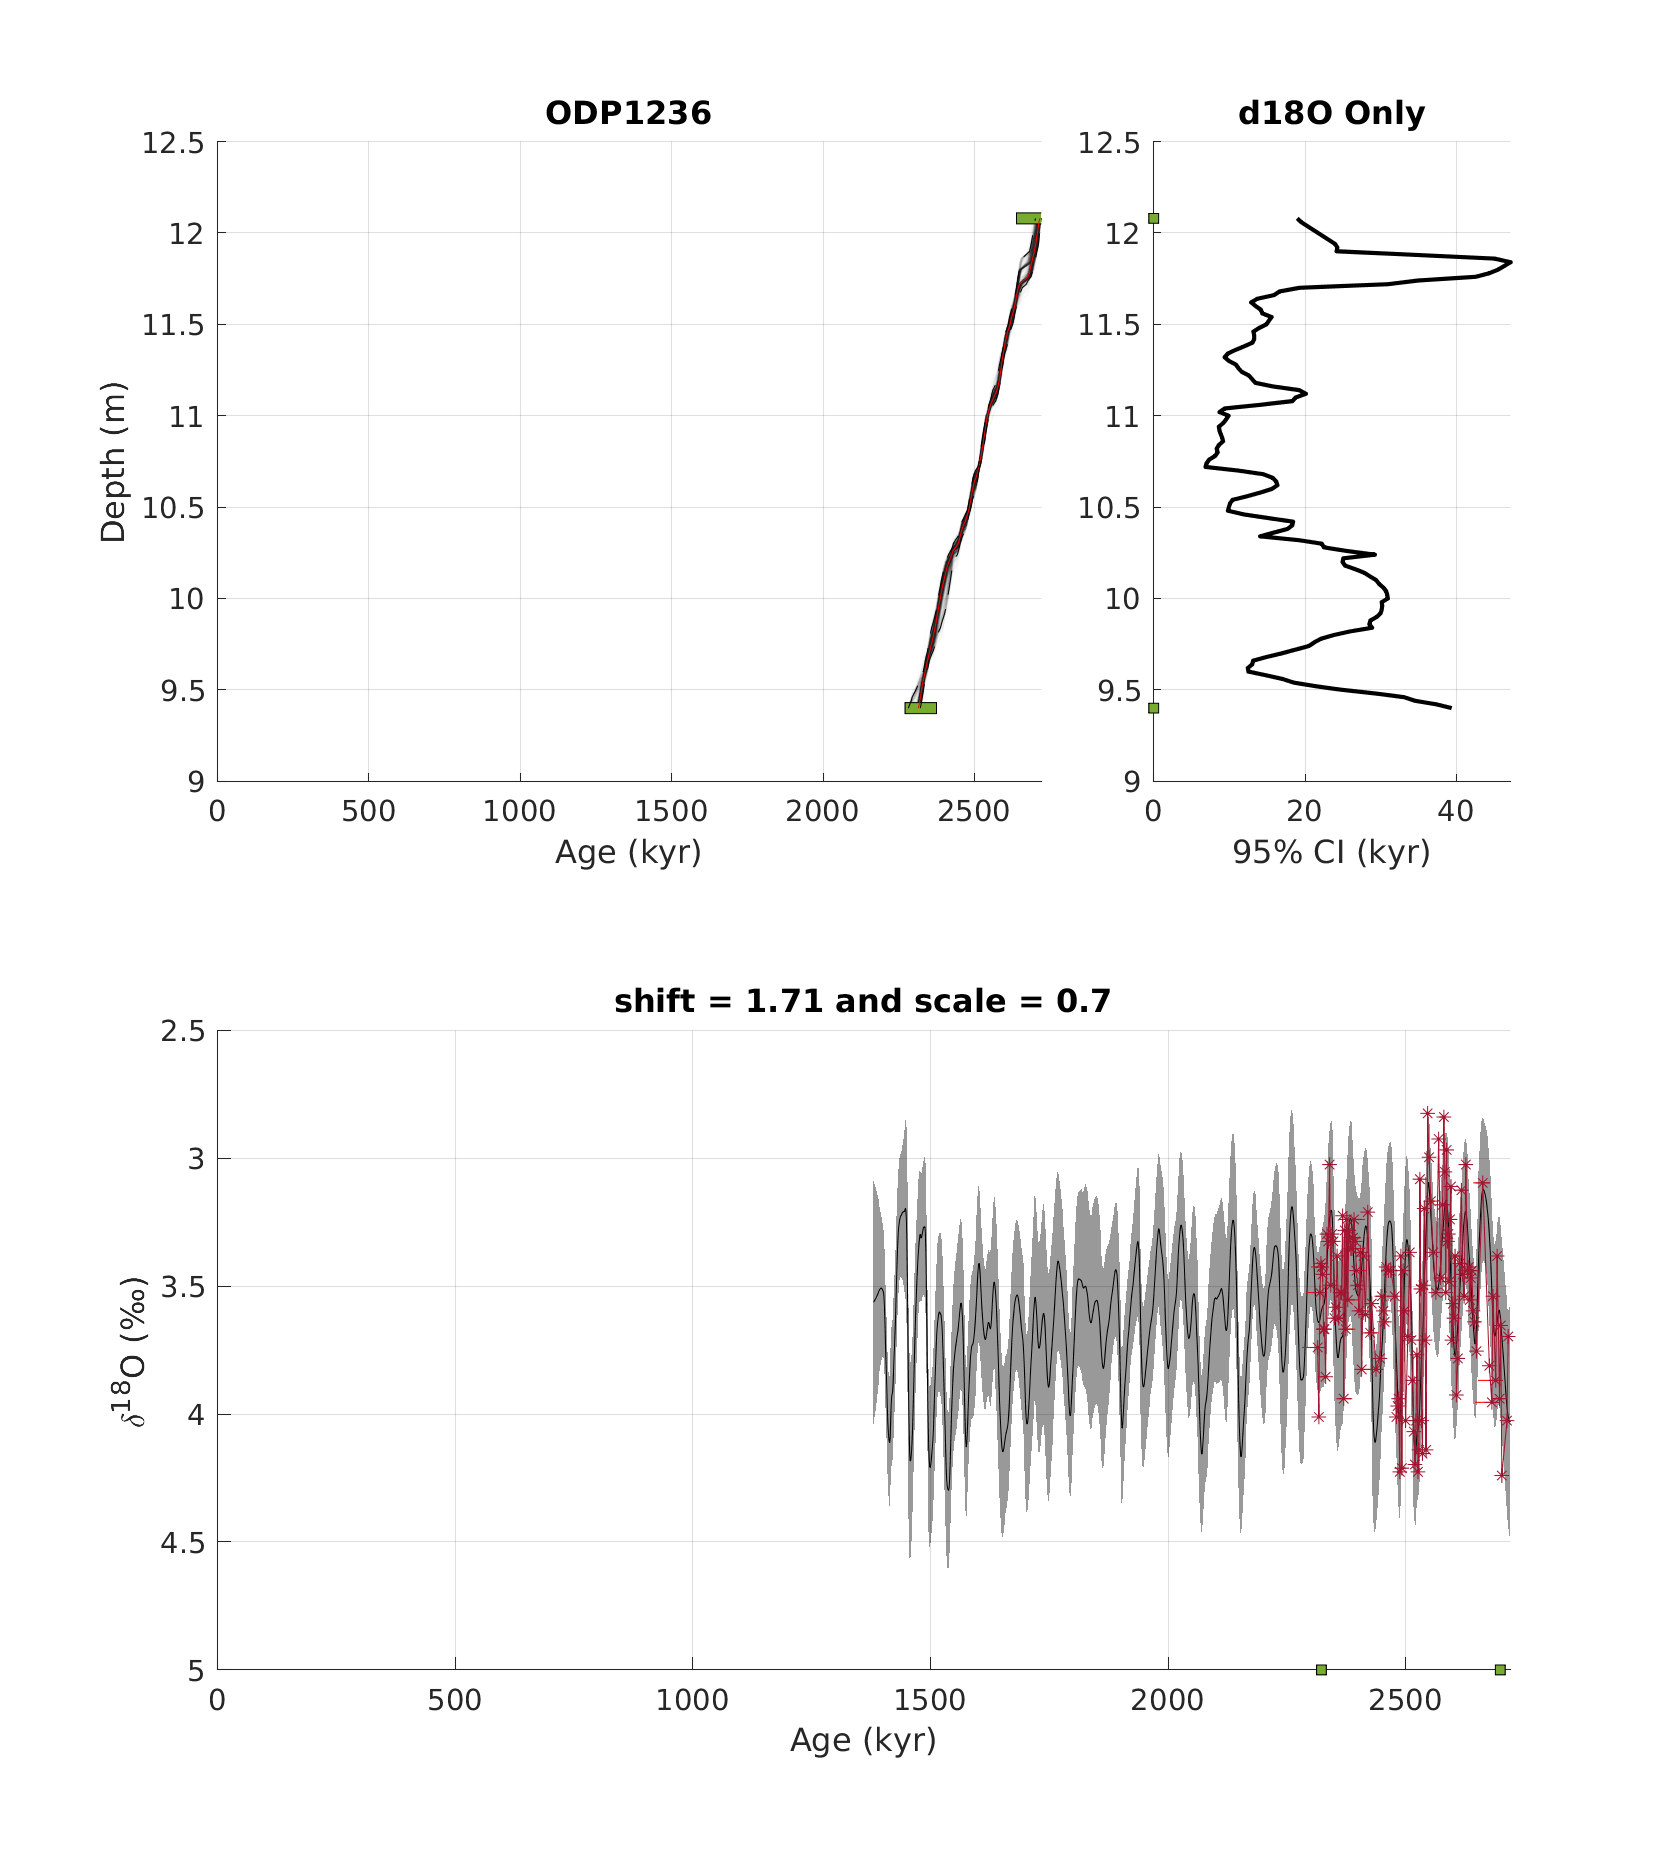 ODP1236
d18O Only
12.5
12
11.5
11
10.5
10
9.5
9
Depth (m)
0 500 1000 1500 2000 2500
Age (kyr)
12.5
12
11.5
11
10.5
10
9.5
9
0 20 40
95% CI (kyr)
shift = 1.71 and scale = 0.7
2.5
3
3.5
4
4.5
5
δ¹⁸O (‰)
0 500 1000 1500 2000 2500
Age (kyr)